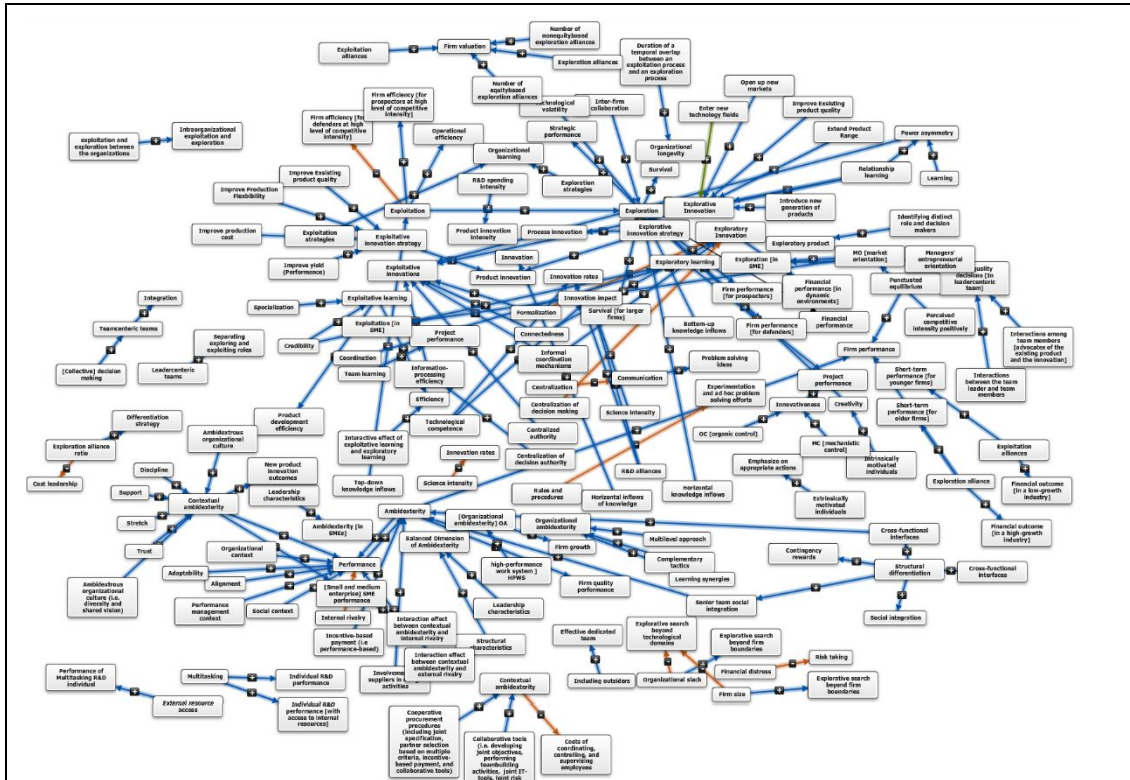 Number of
nonequitybased
exploration alliances
Exploitation
alliances
Firm valuation
Exploration alliances
Duration of a
temporal overlap
between an
exploitation process
and on exploration
process
Open up new
markets
Number of
equitybased
exploration alliances
Technological
volatility
Inter-firm
collaboration
Enter new
technology fields
Improve Exsisting
product quality
Firm efficiency [for
prospectors at high
level of competitive
intensity]
Firm efficiency [for
defenders at high
level of competitive
intensity]
Operational
efficiency
Strategic
performance
Extend Product
Range
Power asymmetry
exploitation and
exploration between
the organizations
Introorganizational
exploitation and
exploration
Organizational
learning
Organizational
longevity
Survival
Relationship
learning
Learning
Improve Exsisting
product quality
R&D spending
intensity
Exploration
strategies
Improve Production
Flexibility
Exploitation
Exploration
Explorative
Innovation
Introduce new
generation of
products
Improve production
cost
Exploitation
strategies
Exploitative
innovation strategy
Product innovation
intensity
Process innovation
Explorative
innovation strategy
Exploratory
Innovation
Identifying distinct
role and decision
makers
Exploratory product
Improve yield
(Performance)
Exploitative
innovations
Innovation
Product innovation
Innovation rates
Exploratory learning
Exploration [in
SME]
MO [market
orientation]
Managers'
entrepreneurial
orientation
Integration
Specialization
Exploitative learning
Innovation impact
Formalization
Survival [for larger
firms]
Firm performance
[for prospectors]
Financial
performance [in
dynamic
environments]
Punctuated
equilibrium
decisions [In
leadercentric team]
Teamcentric teams
Separating
exploring and
exploiting roles
Credibility
Exploitation [in
SME]
Project
performance
Connectedness
Bottom-up
knowledge inflows
Firm performance
[for defenders]
Financial
performance
Perceived
competitive
intensity positively
Interactions among
team members
[advocates of the
existing product and
the innovation]
[Collective] decision
making
Leadercentric teams
Coordination
Team learning
Information-
processing efficiency
Informal
coordination
mechanisms
Communication
Problem solving
ideas
Firm performance
Interactions
between the team
leader and team
members
Centralization
Project
performance
Short-term
performance [for
younger firms]
Differentiation
strategy
Product
development
efficiency
Efficiency
Technological
competence
Centralization of
decision making
Science intensity
Experimentation
and ad hoc problem
solving efforts
Innovativeness
Creativity
Short-term
performance [for
older firms]
Ambidextrous
organizational
culture
Exploration alliance
ratio
Interactive effect of
exploitative learning
and exploratory
learning
Centralized
authority
OC [organic control]
MC [mechanistic
control]
Intrinsically
motivated
individuals
Exploitation
alliances
Cost leadership
Discipline
New product
innovation
outcomes
Innovation rates
Centralization of
decision authority
R&D alliances
Emphasize on
appropriate actions
Exploration alliance
Financial outcome
[in a low-growth
industry]
Support
Contextual
ambidexterity
Leadership
characteristics
Top-down
knowledge inflows
Science intensity
Rules and
procedures
Horizontal inflows
of knowledge
Horizontal
knowledge inflows
Extrinsically
motivated
individuals
Stretch
Ambidexterity [in
SMEs]
Ambidexterity
[Organizational
ambidexterity] OA
Organizational
ambidexterity
Multilevel approach
Cross-functional
interfaces
Financial outcome
[in a high-growth
industry]
Trust
Organizational
context
Balanced Dimension
of Ambidexterity
Firm growth
Complementary
tactics
Contingency
rewards
Adaptability
Performance
high-performance
work system ]
HPWS
Learning synergies
Structural
differentiation
Cross-functional
interfaces
Ambidextrous
organizational
culture (i.e.
diversity and
shared vision)
Alignment
Firm quality
performance
Performance
management
context
Social context
[Small and medium
enterprise] SME
performance
Leadership
characteristics
Senior team social
integration
Internal rivalry
Interaction effect
between contextual
ambidexterity and
internal rivalry
Social integration
Incentive-based
payment (i.e
performance-based)
Structural
characteristics
Effective dedicated
team
Explorative search
beyond
technological
domains
Explorative search
beyond firm
boundaries
Interaction effect
between contextual
ambidexterity and
external rivalry
Risk taking
Performance of
Multitasking R&D
individual
Multitasking
Individual R&D
performance
suppliers in
activities
Contextual
ambidexterity
Including outsiders
Financial distress
Organizational slack
Firm size
Explorative search
beyond firm
boundaries
External resource
access
Individual R&D
performance [with
access to internal
resources]
Cooperative
procurement
procedures
(including joint
specification,
partner selection
based on multiple
criteria, incentive-
based payment, and
collaborative tools)
Collaborative tools
(i.e. developing
joint objectives,
performing
teambuilding
activities, joint IT-
tools, joint risk
Costs of
coordinating,
controlling, and
supervising
employees